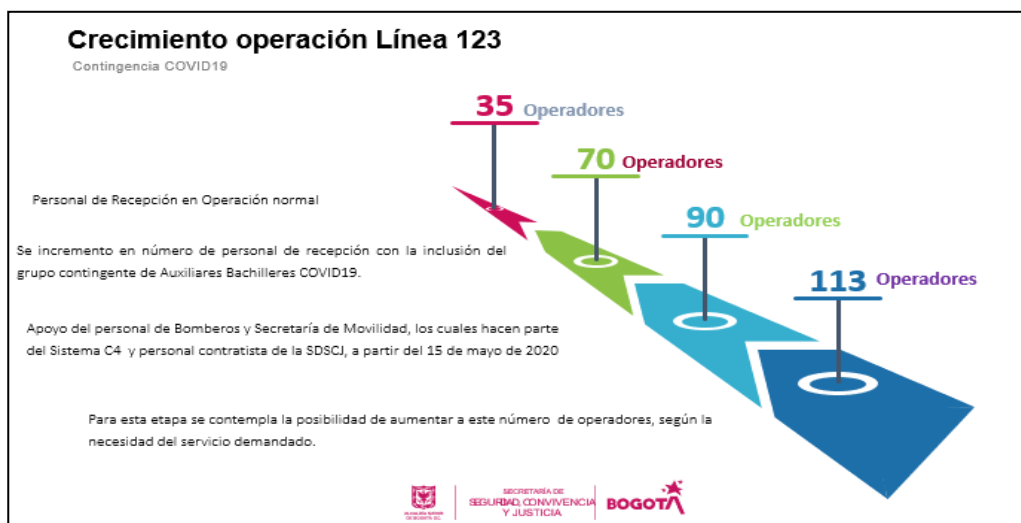 Crecimiento operación Línea 123
Contingencia COVID19
35 Operadores
70 Operadores
90 Operadores
113 Operadores
Personal de Recepción en Operación normal
Se incremento en número de personal de recepción con la inclusión del
grupo contingente de Auxiliares Bachilleres COVID19.
Apoyo del personal de Bomberos y Secretaría de Movilidad, los cuales hacen parte
del Sistema C4 y personal contratista de la SDSCJ, a partir del 15 de mayo de 2020
Para esta etapa se contempla la posibilidad de aumentar a este número de operadores, según la
necesidad del servicio demandado.
ALCALDÍA MAYOR
DE BOGOTÁ D.C.
SECRETARÍA DE
SEGURIDAD, CONVIVENCIA
Y JUSTICIA
BOGOTÁ